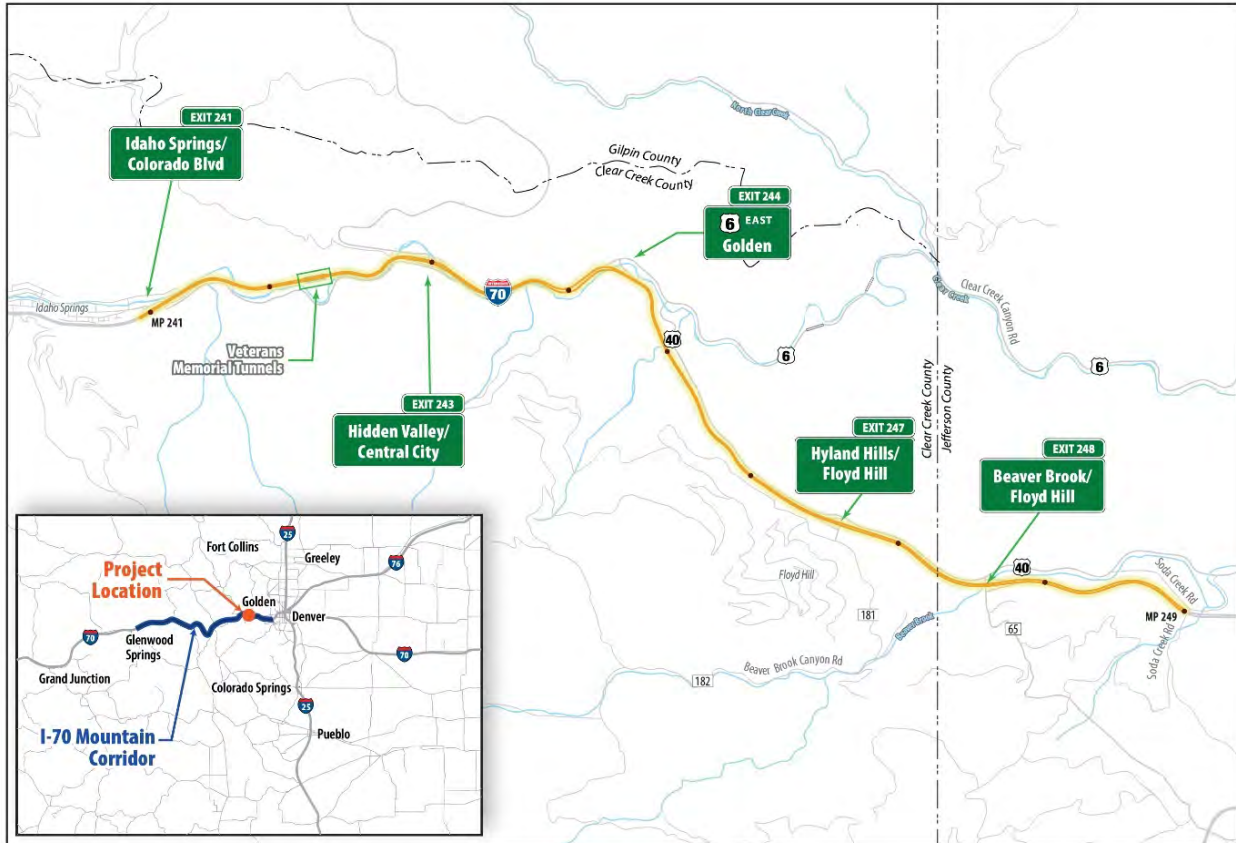 EXIT 241
Idaho Springs/
Colorado Blvd
Gilpin County
Clear Creek County
North Clear Creek
EXIT 244
6 EAST
Golden
Idaho Springs
MP 241
Veterans
Memorial Tunnels
INTERSTATE
70
40
6
Clear Creek
Clear Creek Canyon Rd
6
EXIT 243
Hidden Valley/
Central City
Clear Creek County
Jefferson County
EXIT 247
Hyland Hills/
Floyd Hill
EXIT 248
Beaver Brook/
Floyd Hill
Floyd Hill
181
Beaver Brook
40
65
Soda Creek Rd
MP 249
Soda Creek Rd
182
Beaver Brook Canyon Rd
Fort Collins
25
Greeley
76
Project
Location
Golden
Denver
70
Glenwood
Springs
Grand Junction
70
Colorado Springs
25
Pueblo
I-70 Mountain
Corridor